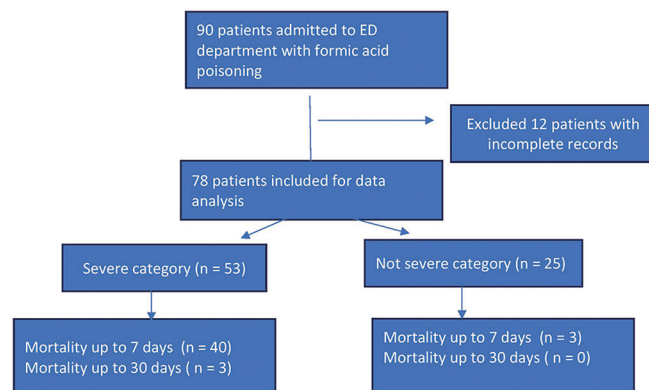 90 patients admitted to ED
department with formic acid
poisoning
Excluded 12 patients with
incomplete records
78 patients included for data
analysis
Severe category (n = 53)
Not severe category (n = 25)
Mortality up to 7 days (n = 40)
Mortality up to 30 days (n = 3)
Mortality up to 7 days (n = 3)
Mortality up to 30 days ( n = 0)